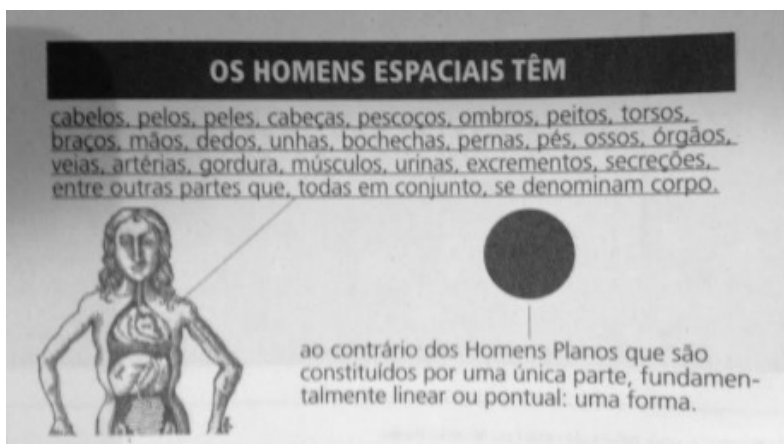 OS HOMENS ESPACIAIS TÊM
cabelos, pelos, peles, cabeças, pescoços, ombros, peitos, torsos,
braços, mãos, dedos, unhas, bochechas, pernas, pés, ossos, órgãos,
veias, artérias, gordura, músculos, urinas, excrementos, secreções,
entre outras partes que, todas em conjunto, se denominam corpo.
ao contrário dos Homens Planos que são
constituídos por uma única parte, fundamen-
talmente linear ou pontual: uma forma.